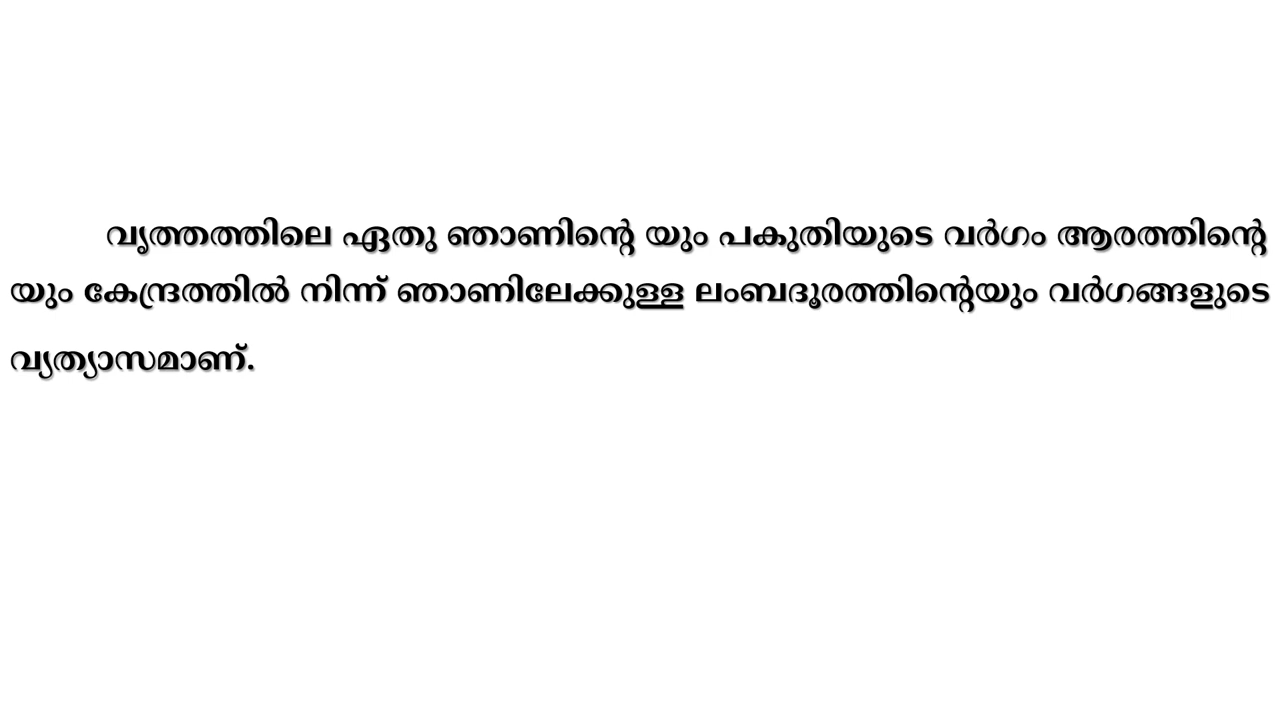 വൃത്തത്തിലെ ഏതു ഞാണിന്റെ യും പകുതിയുടെ വർഗം ആരത്തിന്റെ
യും കേന്ദ്രത്തിൽ നിന്ന് ഞാണിലേക്കുള്ള ലംബദൂരത്തിന്റെയും വർഗങ്ങളുടെ
വ്യത്യാസമാണ്.